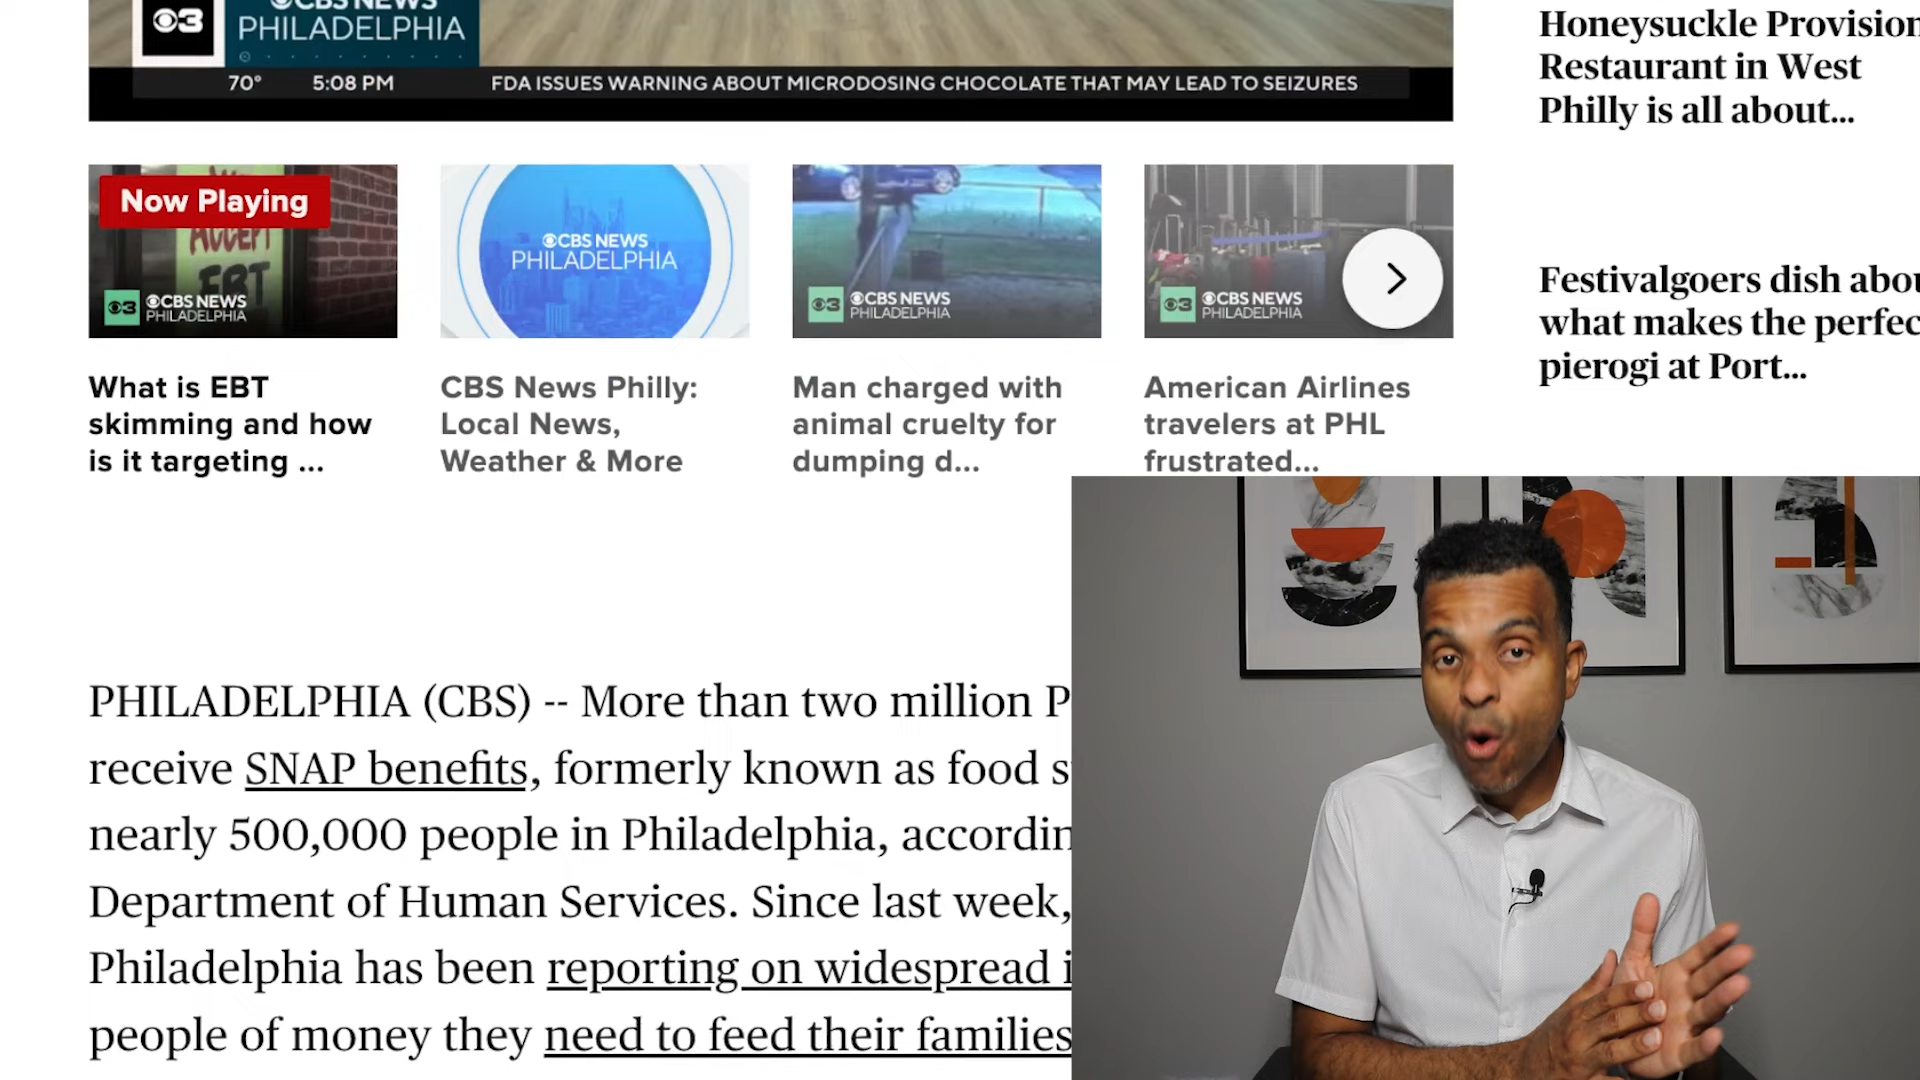 CBS NEWS
PHILADELPHIA
3
70° 5:08 PM FDA ISSUES WARNING ABOUT MICRODOSING CHOCOLATE THAT MAY LEAD TO SEIZURES
Now Playing
ACCEPT
EBT
3 CBS NEWS
PHILADELPHIA
What is EBT
skimming and how
is it targeting ...
CBS NEWS
PHILADELPHIA
CBS News Philly:
Local News,
Weather & More
3 CBS NEWS
PHILADELPHIA
Man charged with
animal cruelty for
dumping d...
3 CBS NEWS
PHILADELPHIA
American Airlines
travelers at PHL
frustrated...
Honeysuckle Provision
Restaurant in West
Philly is all about...
Festivalgoers dish abou
what makes the perfec
pierogi at Port...
PHILADELPHIA (CBS) -- More than two million P
receive SNAP benefits, formerly known as food s
nearly 500,000 people in Philadelphia, accordin
Department of Human Services. Since last week,
Philadelphia has been reporting on widespread i
people of money they need to feed their families